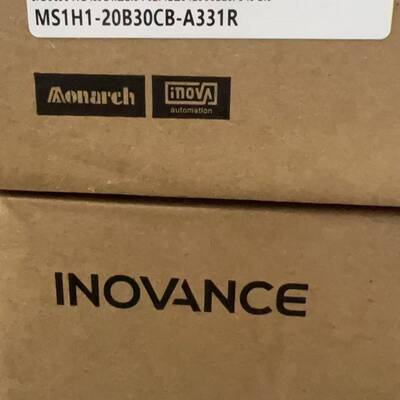 MS1H1-20B30CB-A331R
Monarch inova
automation
INOVANCE